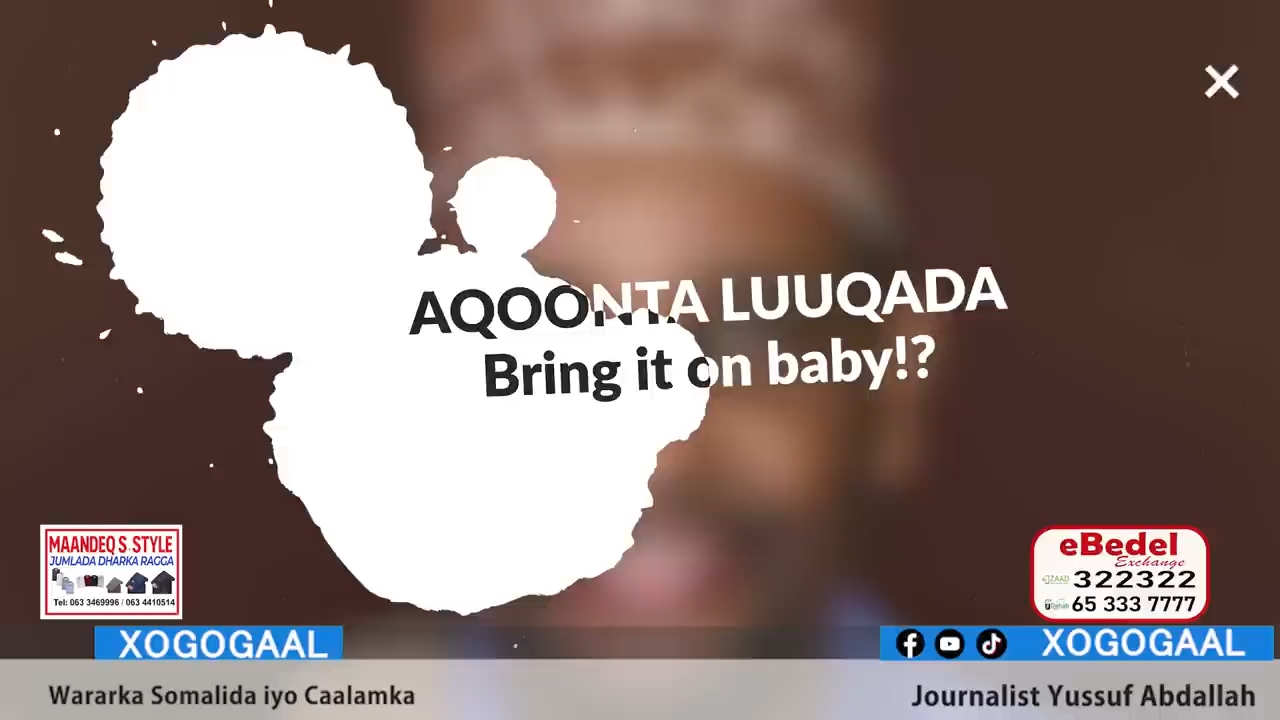 AQOONTA LUUQADA
Bring it on baby!?
MAANDEQ S. STYLE
JUMLADA DHARKA RAGGA
Tel: 063 3469996 / 063 4410514
eBedel
Exchange
ZAAD 322322
Dahab 65 333 7777
XOGOGAAL
XOGOGAAL
Wararka Somalida iyo Caalamka
Journalist Yussuf Abdallah